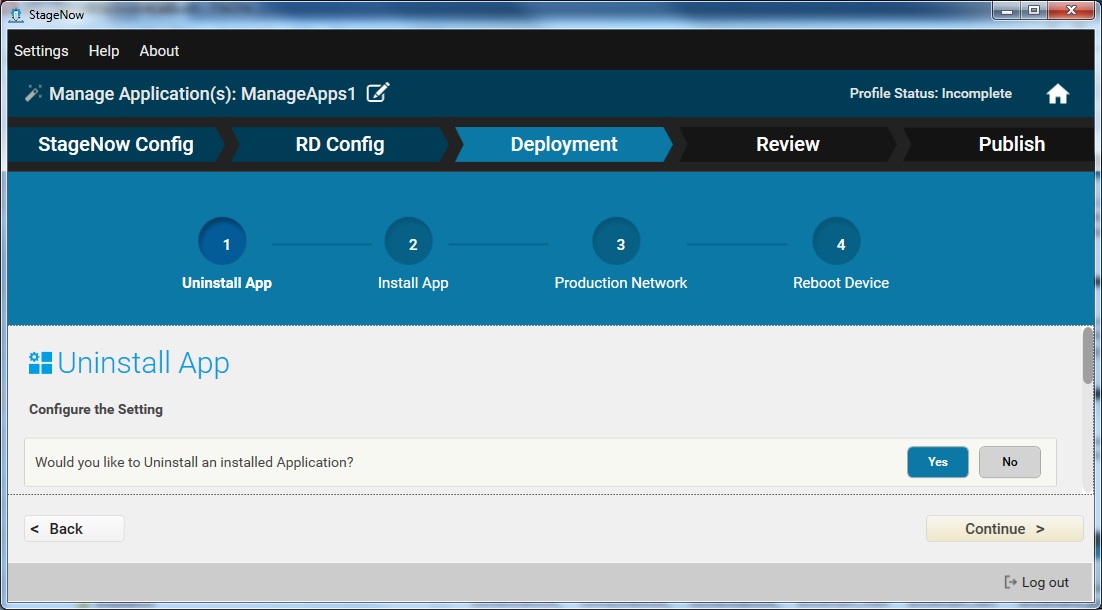 StageNow
Settings Help About
Manage Application(s): ManageApps1 Profile Status: Incomplete
StageNow Config RD Config Deployment Review Publish
1 2 3 4
Uninstall App Install App Production Network Reboot Device
Uninstall App
Configure the Setting
Would you like to Uninstall an installed Application? Yes No
< Back Continue >
Log out